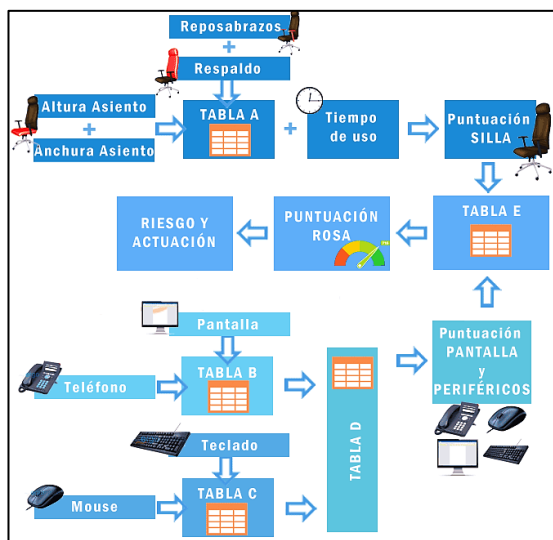 Reposabrazos
+
Respaldo
Altura Asiento
+
Anchura Asiento
TABLA A
+
Tiempo
de uso
Puntuación
SILLA
RIESGO Y
ACTUACIÓN
PUNTUACIÓN
ROSA
TABLA E
Pantalla
Teléfono
TABLA B
Teclado
Mouse
TABLA C
TABLA D
Puntuación
PANTALLA
y
PERIFÉRICOS